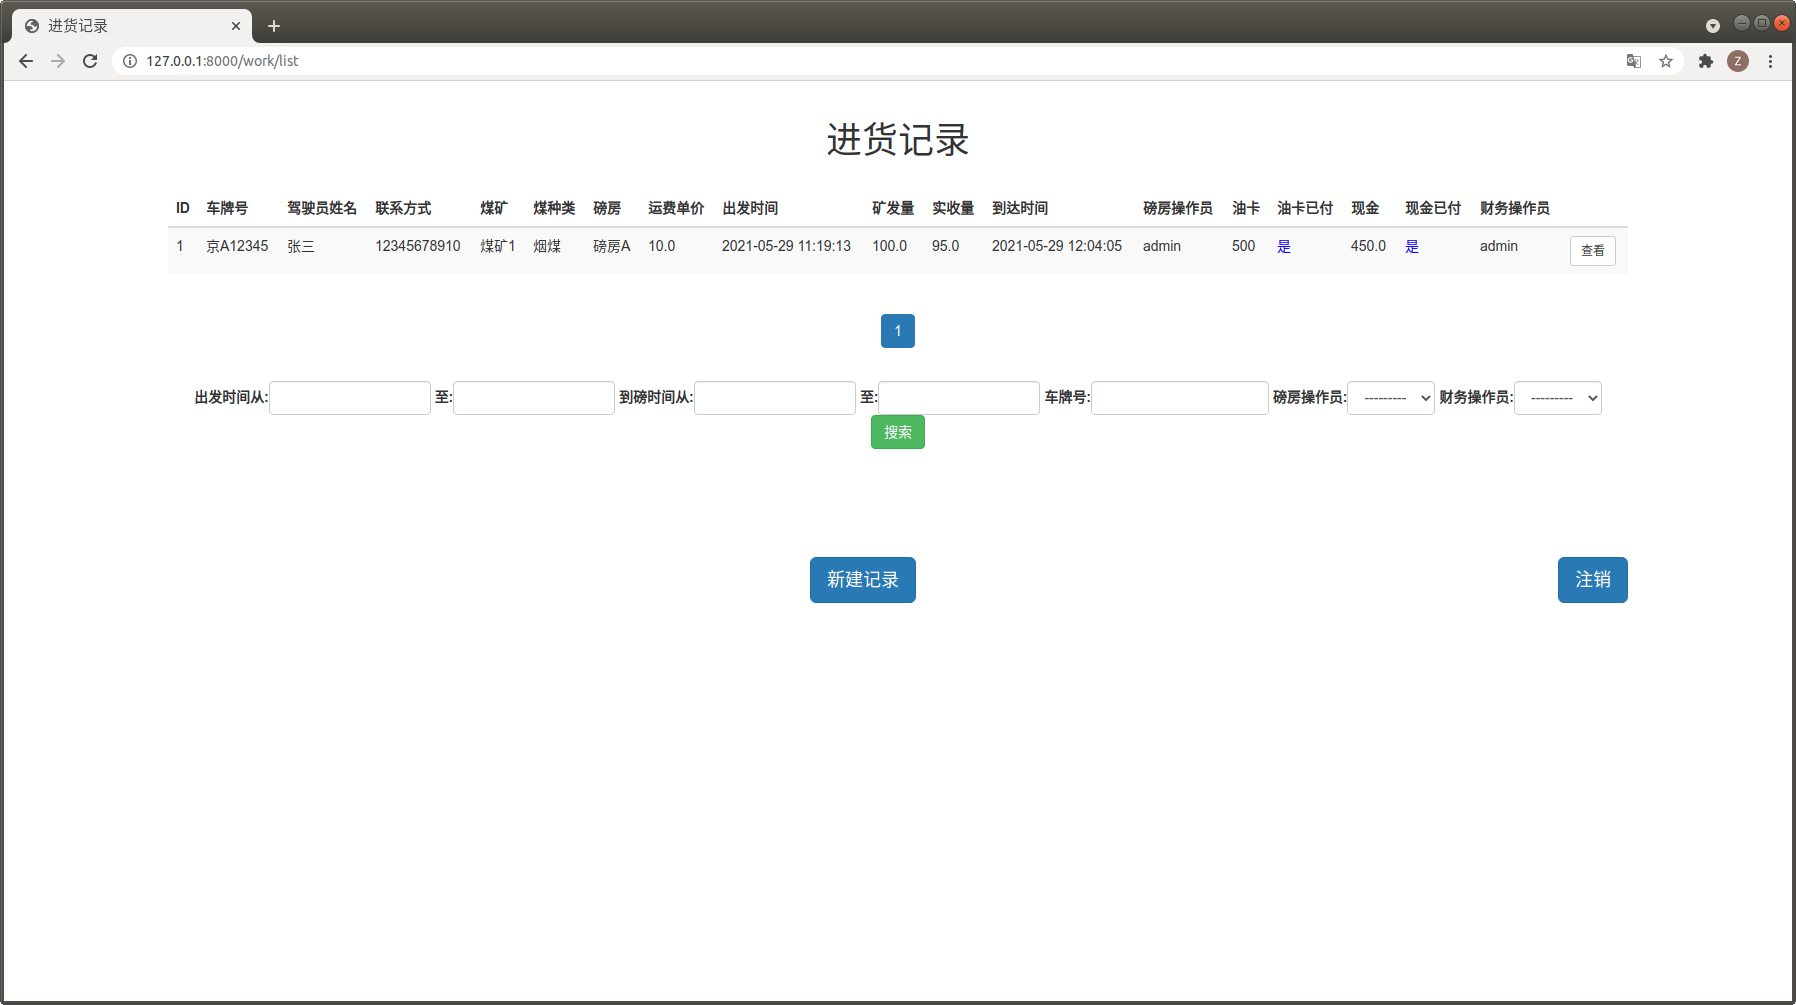 进货记录
127.0.0.1:8000/work/list
Z
进货记录
ID 车牌号 驾驶员姓名 联系方式 煤矿 煤种类 磅房 运费单价 出发时间 矿发量 实收量 到达时间 磅房操作员 油卡 油卡已付 现金 现金已付 财务操作员
1 京A12345 张三 12345678910 煤矿1 烟煤 磅房A 10.0 2021-05-29 11:19:13 100.0 95.0 2021-05-29 12:04:05 admin 500 是 450.0 是 admin 查看
1
出发时间从: 至: 到磅时间从: 至: 车牌号: 磅房操作员: --------- 财务操作员: ---------
搜索
新建记录 注销